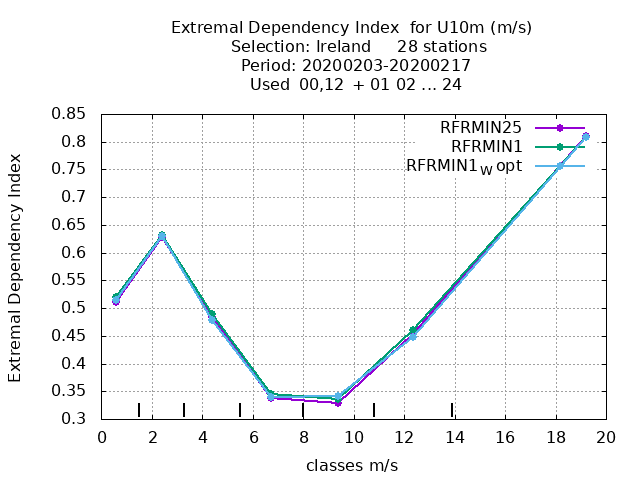 Extremal Dependency Index for U10m (m/s)
Selection: Ireland 28 stations
Period: 20200203-20200217
Used 00,12 + 01 02 ... 24
RFRMIN25
RFRMIN1
RFRMIN1W opt
0.85
0.8
0.75
0.7
0.65
0.6
0.55
0.5
0.45
0.4
0.35
0.3
Extremal Dependency Index
0 2 4 6 8 10 12 14 16 18 20
classes m/s